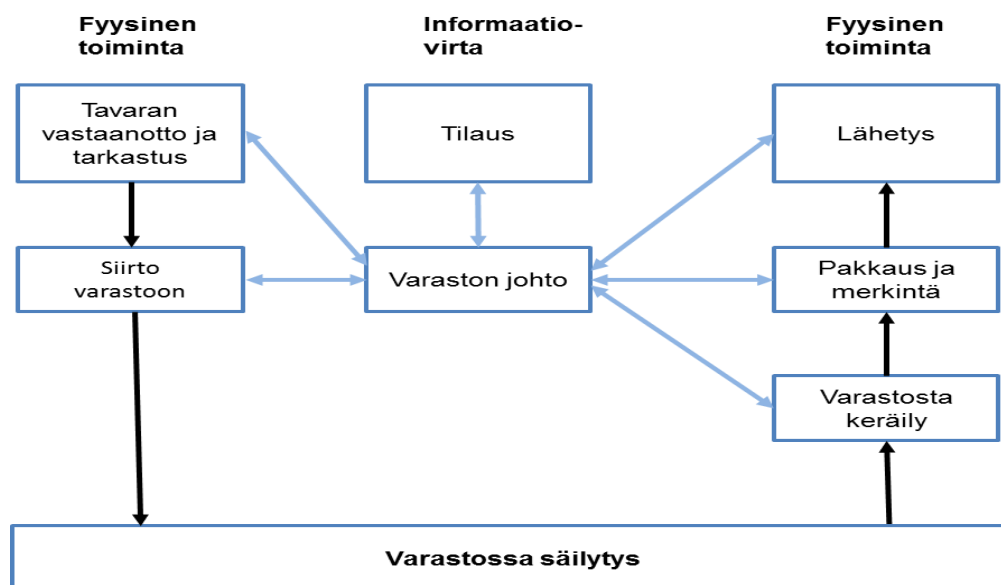 Fyysinen
toiminta
Informaatio-
virta
Fyysinen
toiminta
Tavaran
vastaanotto ja
tarkastus
Tilaus
Lähetys
Siirto
varastoon
Varaston johto
Pakkaus ja
merkintä
Varastosta
keräily
Varastossa säilytys